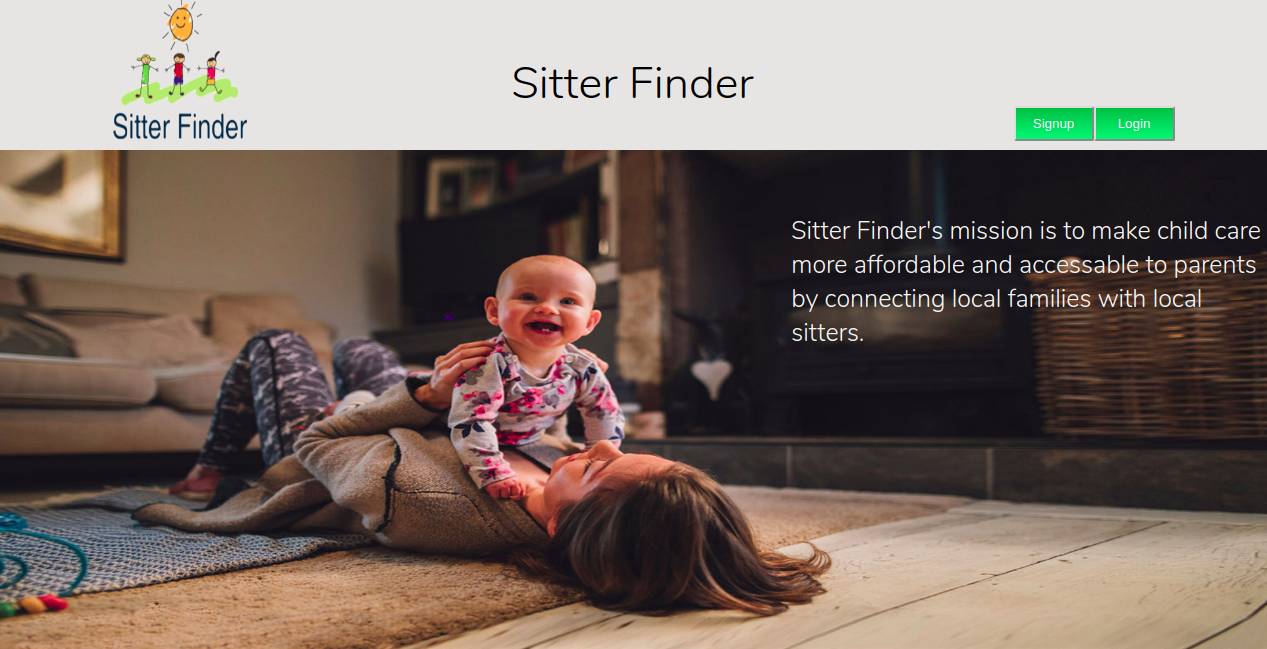 Sitter Finder
Sitter Finder
Signup
Login
Sitter Finder's mission is to make child care
more affordable and accessable to parents
by connecting local families with local
sitters.